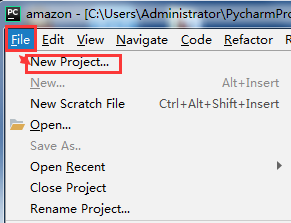 PC amazon - [C:\Users\Administrator\PycharmPro
File Edit View Navigate Code Refactor
New Project...
New... Alt+Insert
New Scratch File Ctrl+Alt+Shift+Insert
Open...
Save As..
Open Recent
Close Project
Rename Project...